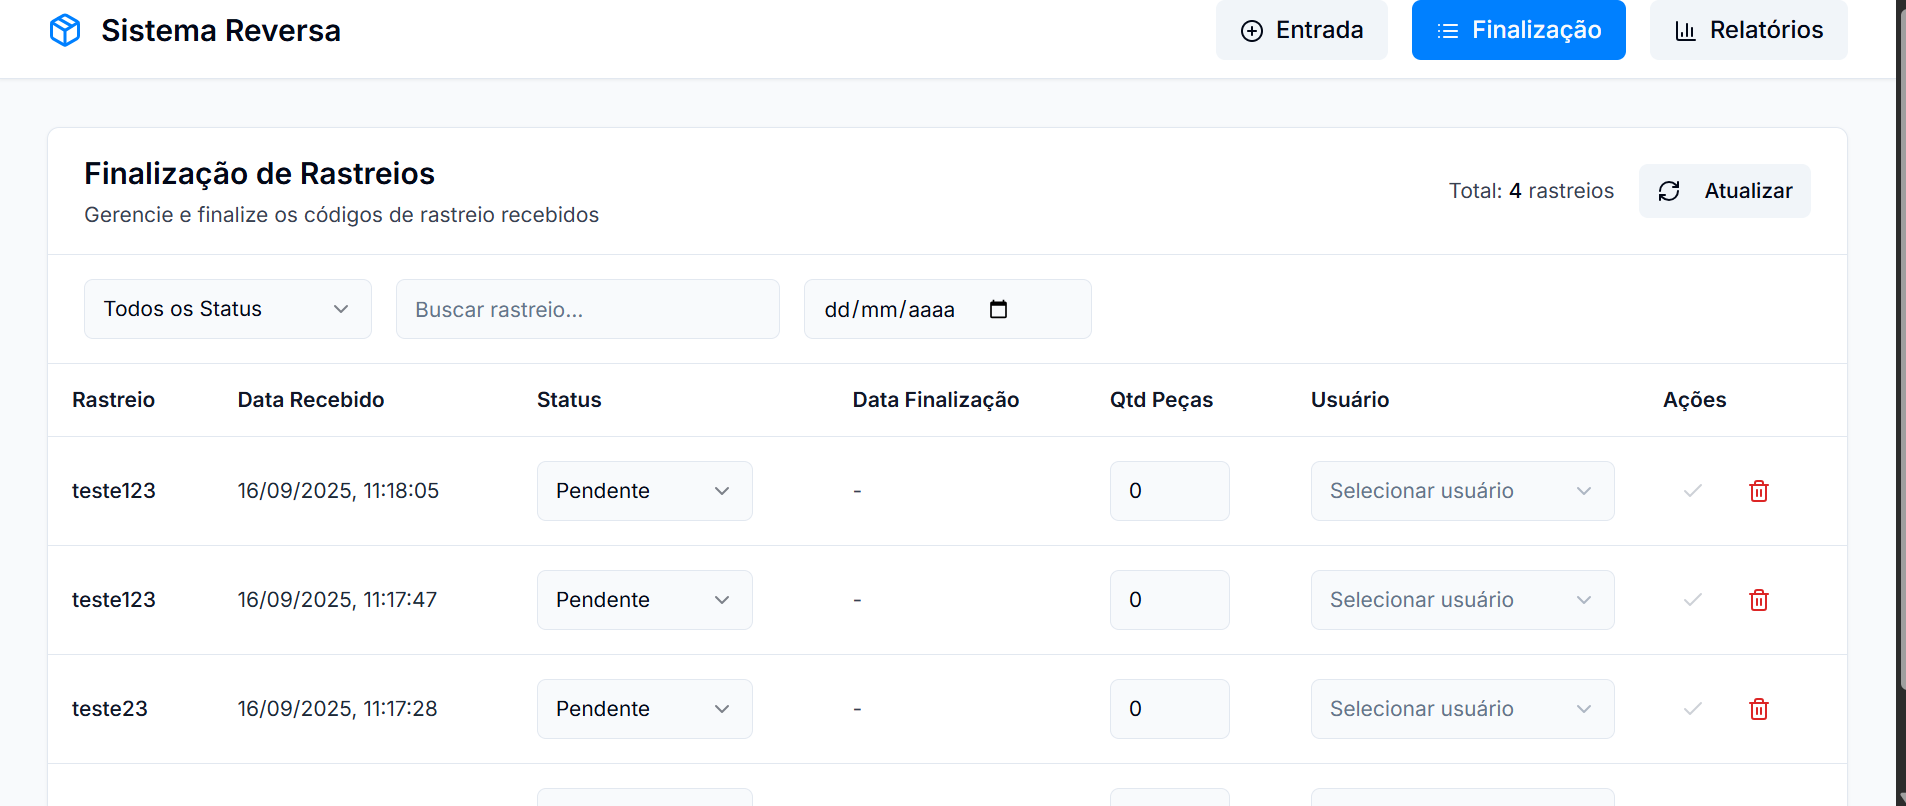 Sistema Reversa
Entrada
Finalização
Relatórios
Finalização de Rastreios
Gerencie e finalize os códigos de rastreio recebidos
Total: 4 rastreios
Atualizar
Todos os Status
Buscar rastreio...
dd/mm/aaaa
Rastreio Data Recebido Status Data Finalização Qtd Peças Usuário Ações
teste123 16/09/2025, 11:18:05 Pendente - 0 Selecionar usuário
teste123 16/09/2025, 11:17:47 Pendente - 0 Selecionar usuário
teste23 16/09/2025, 11:17:28 Pendente - 0 Selecionar usuário